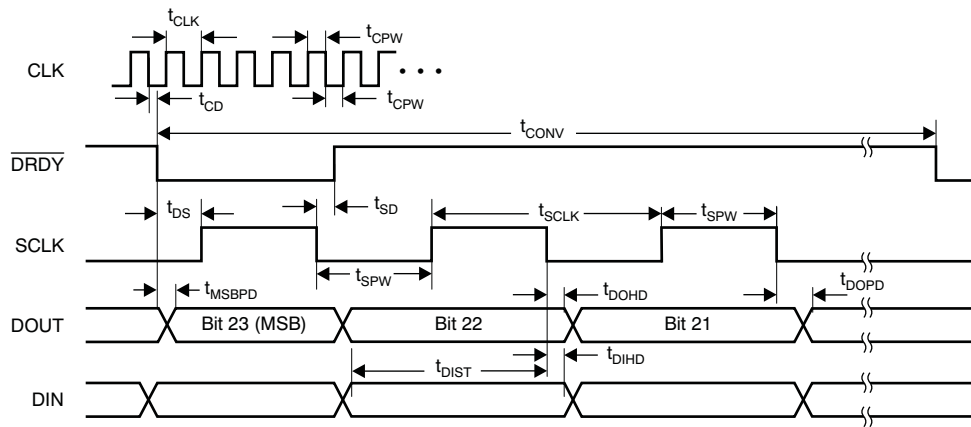 tCLK
tCPW
CLK
• • •
tCD
tCPW
tCONV
DRDY
tDS
tSD
tSCLK
tSPW
SCLK
tSPW
tMSBPD
tDOHD
tDOPD
DOUT
Bit 23 (MSB)
Bit 22
Bit 21
tDIST
tDIHD
DIN